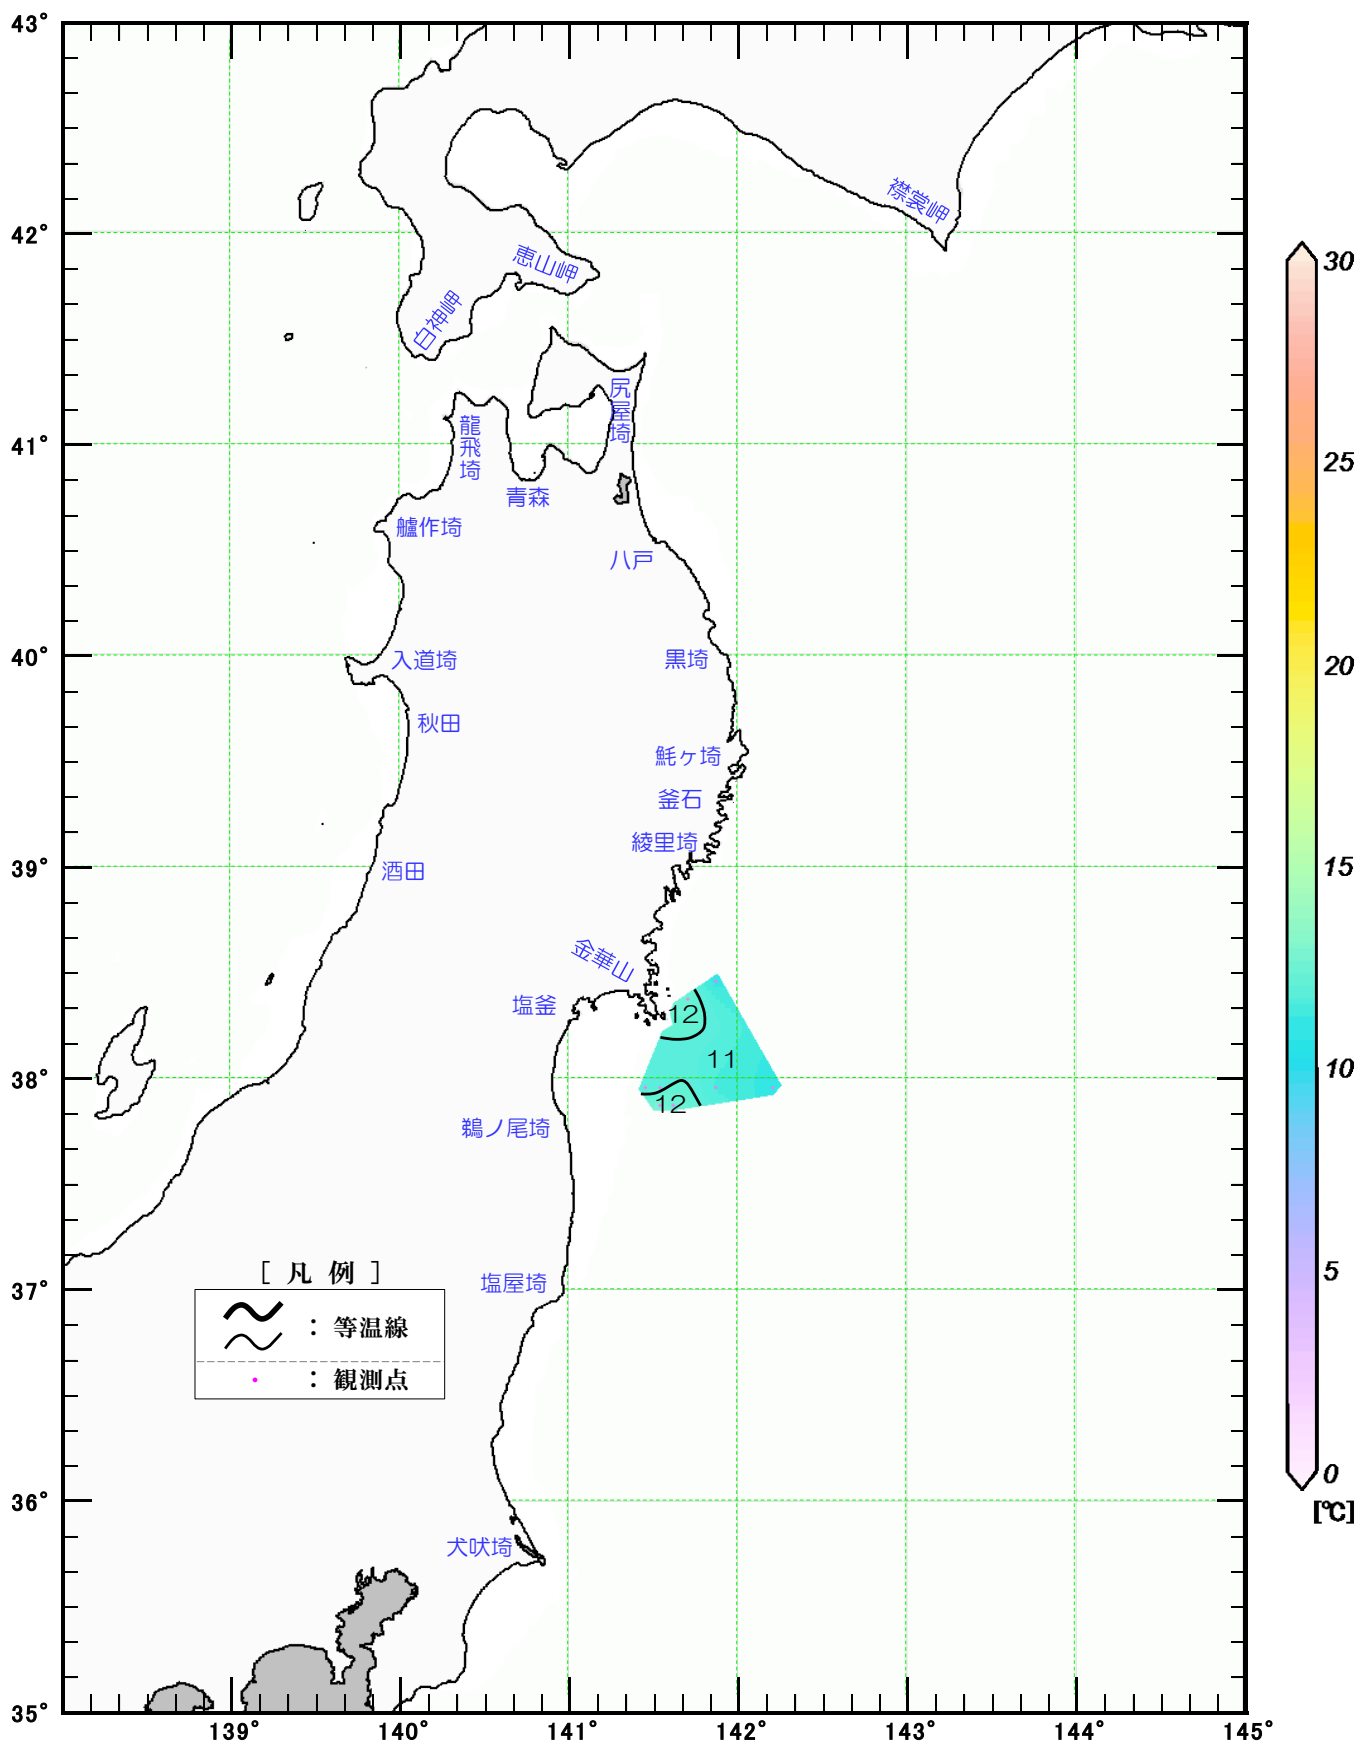 43°
42°
41°
40°
39°
38°
37°
36°
35°
139°
140°
141°
142°
143°
144°
145°
襟裳岬
恵山岬
白神岬
尻屋埼
龍飛埼
青森
艫作埼
八戸
入道埼
黒埼
秋田
魹ヶ埼
釜石
綾里埼
酒田
金華山
塩釜
12
11
12
鵜ノ尾埼
塩屋埼
犬吠埼
[ 凡 例 ]
：等温線
：観測点
30
25
20
15
10
5
0
[℃]